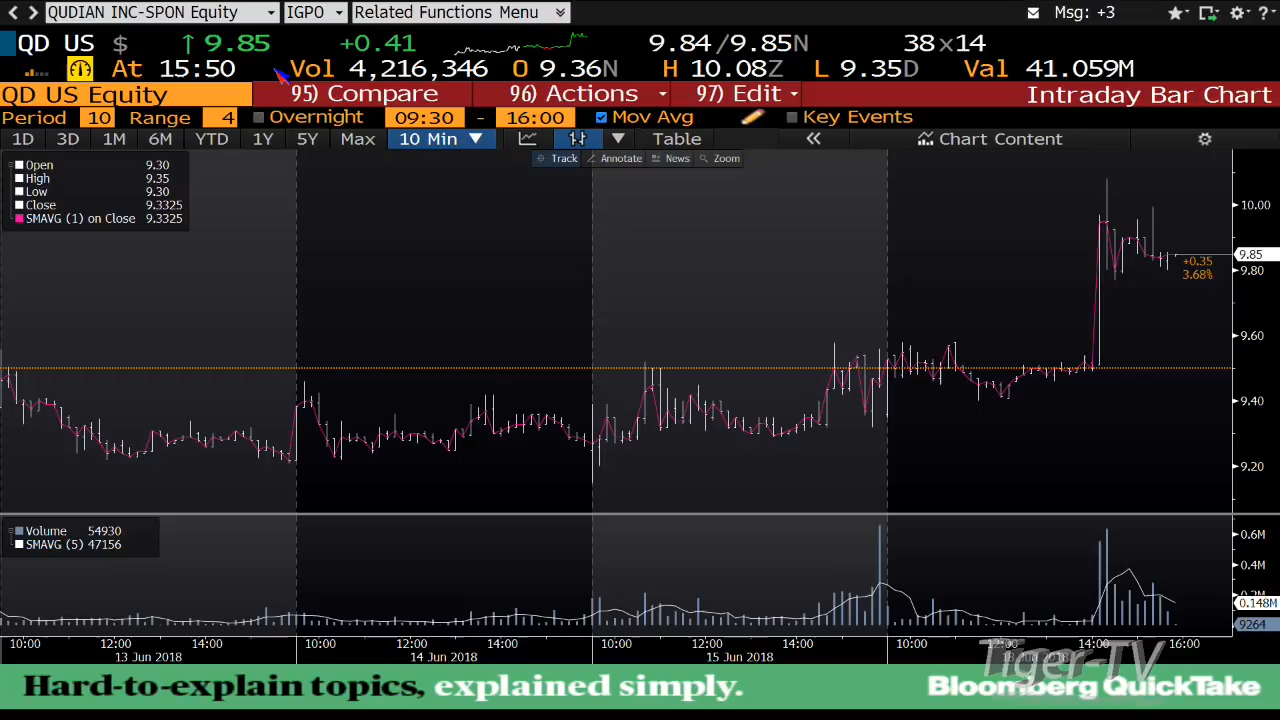 QUDIAN INC-SPON Equity IGPO Related Functions Menu Msg: +3
QD US $ ↑ 9.85 +0.41 9.84/9.85N 38×14
At 15:50 Vol 4,216,346 O 9.36N H 10.08Z L 9.35D Val 41.059M
QD US Equity 95) Compare 96) Actions 97) Edit Intraday Bar Chart
Period 10 Range 4 Overnight 09:30 - 16:00 Mov Avg Key Events
1D 3D 1M 6M YTD 1Y 5Y Max 10 Min ▼ Table « Chart Content
Track Annotate News Zoom
Open 9.30
High 9.35
Low 9.30
Close 9.3325
SMAVG (1) on Close 9.3325
10.00
9.85
+0.35
3.68%
9.80
9.60
9.40
9.20
Volume 54930
SMAVG (5) 47156
0.6M
0.4M
0.2M
0.148M
9264
10:00 12:00 14:00 10:00 12:00 14:00 10:00 12:00 14:00 10:00 12:00 14:00 16:00
13 Jun 2018 14 Jun 2018 15 Jun 2018 18 Jun 2018
Tiger-TV
Hard-to-explain topics, explained simply. Bloomberg QuickTake